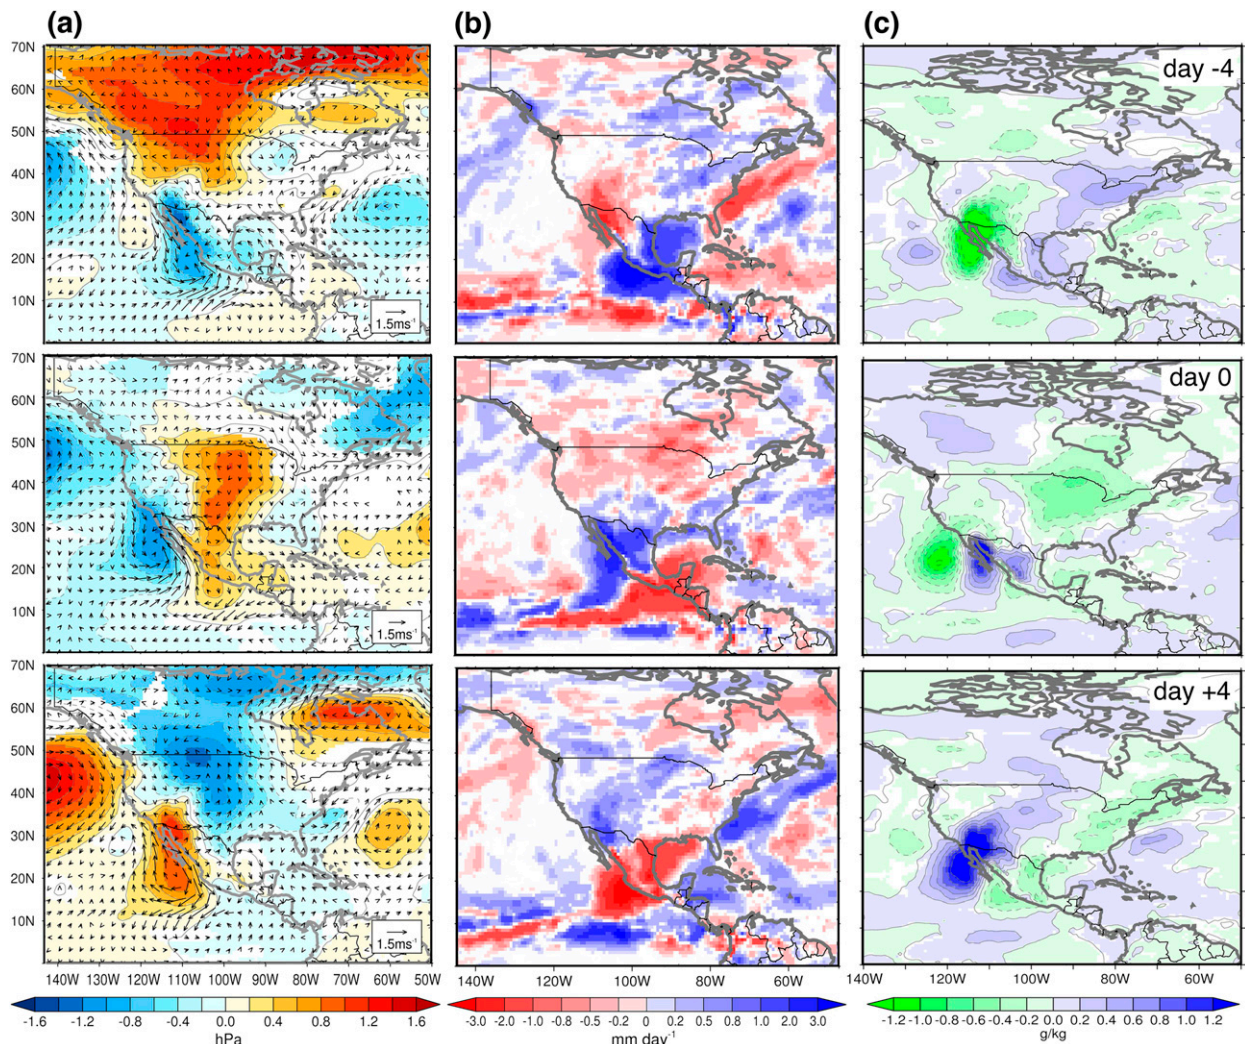 (a) (b) (c)
70N
60N
50N
40N
30N
20N
10N
1.5ms⁻¹
day -4
70N
60N
50N
40N
30N
20N
10N
1.5ms⁻¹
day 0
70N
60N
50N
40N
30N
20N
10N
1.5ms⁻¹
day +4
140W 130W 120W 110W 100W 90W 80W 70W 60W 50W
140W 120W 100W 80W 60W
140W 120W 100W 80W 60W
-1.6 -1.2 -0.8 -0.4 0.0 0.4 0.8 1.2 1.6
hPa
-3.0 -2.0 -1.0 -0.5 -0.2 0 0.2 0.5 0.8 1.0 2.0 3.0
mm day⁻¹
-1.2 -1.0 -0.8 -0.6 -0.4 -0.2 0.0 0.2 0.4 0.6 0.8 1.0 1.2
g/kg